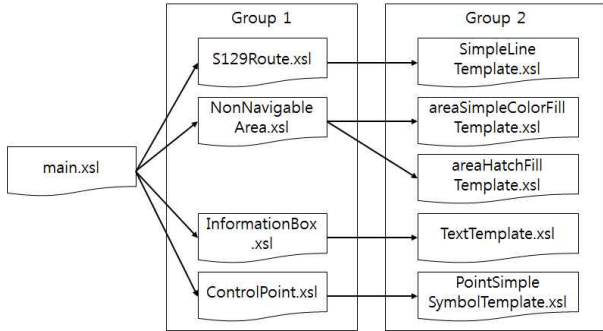 Group 1
Group 2
main.xsl
S129Route.xsl
NonNavigable
Area.xsl
InformationBox
.xsl
ControlPoint.xsl
SimpleLine
Template.xsl
areaSimpleColorFill
Template.xsl
areaHatchFill
Template.xsl
TextTemplate.xsl
PointSimple
SymbolTemplate.xsl